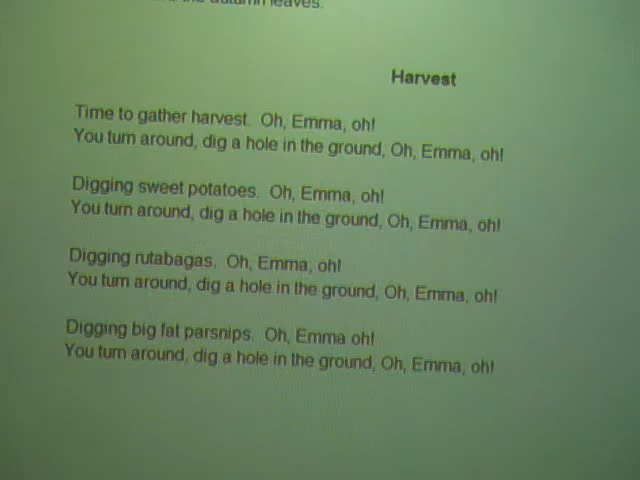 the autumn leaves.
Harvest
Time to gather harvest. Oh, Emma, oh!
You turn around, dig a hole in the ground, Oh, Emma, oh!
Digging sweet potatoes. Oh, Emma, oh!
You turn around, dig a hole in the ground, Oh, Emma, oh!
Digging rutabagas. Oh, Emma, oh!
You turn around, dig a hole in the ground, Oh, Emma, oh!
Digging big fat parsnips. Oh, Emma oh!
You turn around, dig a hole in the ground, Oh, Emma, oh!